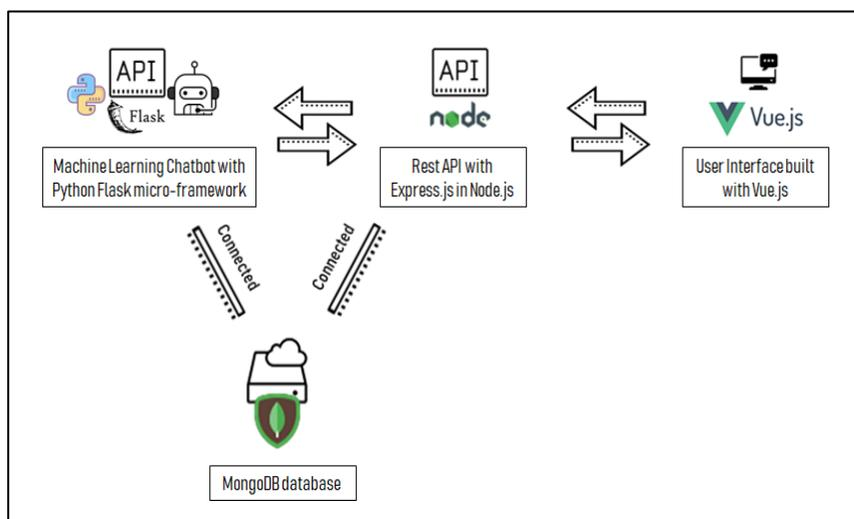 API
Flask
Machine Learning Chatbot with
Python Flask micro-framework
API
node
Rest API with
Express.js in Node.js
Vue.js
User Interface built
with Vue.js
Connected
Connected
MongoDB database